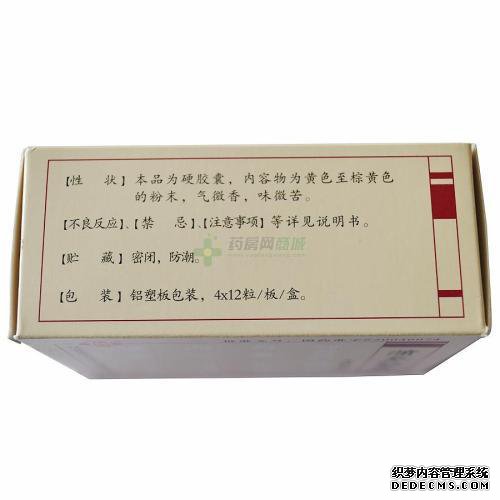 【性 状】本品为硬胶囊，内容物为黄色至棕黄色
的粉末，气微香，味微苦。
【不良反应】、【禁 忌】、【注意事项】等详见说明书。
药房网商城
【贮 藏】密闭，防潮。
【包 装】铝塑板包装，4x12粒/板/盒。
织梦内容管理系统
DEDECMS.COM